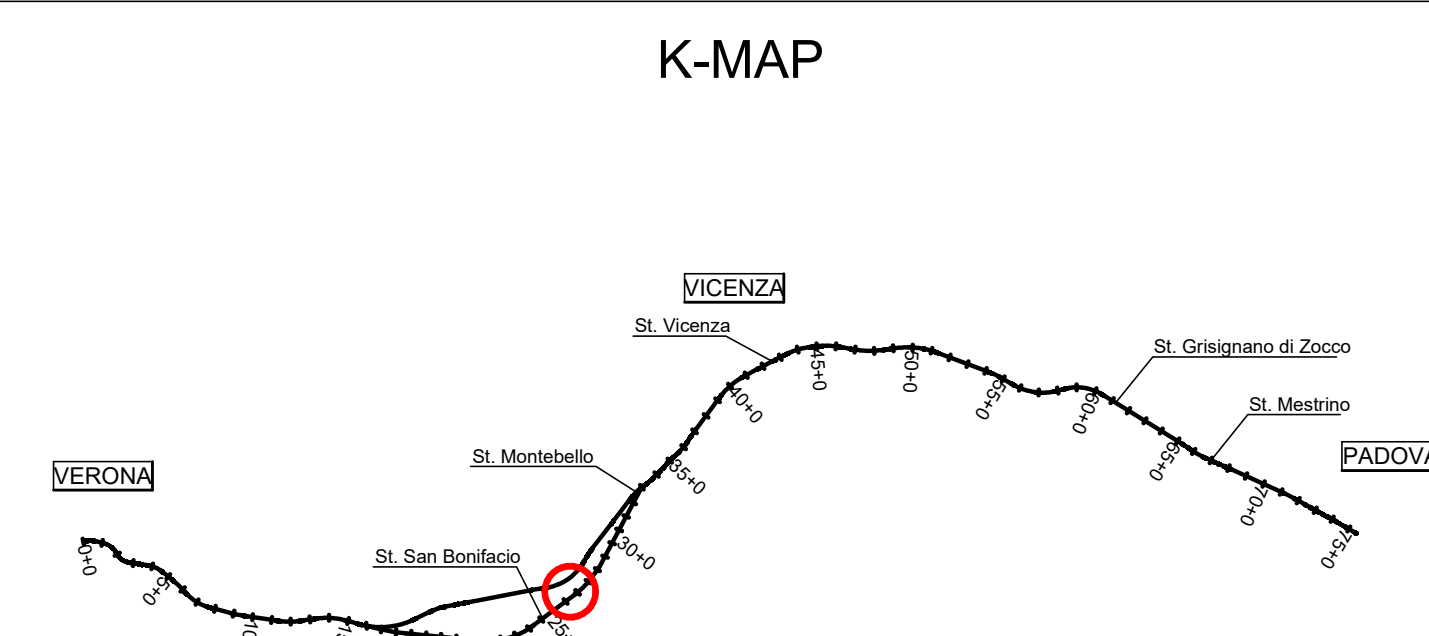 K-MAP
VICENZA
St. Vicenza
St. Grisignano di Zocco
45+0
50+0
55+0
40+0
60+0
St. Mestrino
St. Montebello
PADOVA
VERONA
35+0
65+0
70+0
75+0
St. San Bonifacio
30+0
0+0
5+0